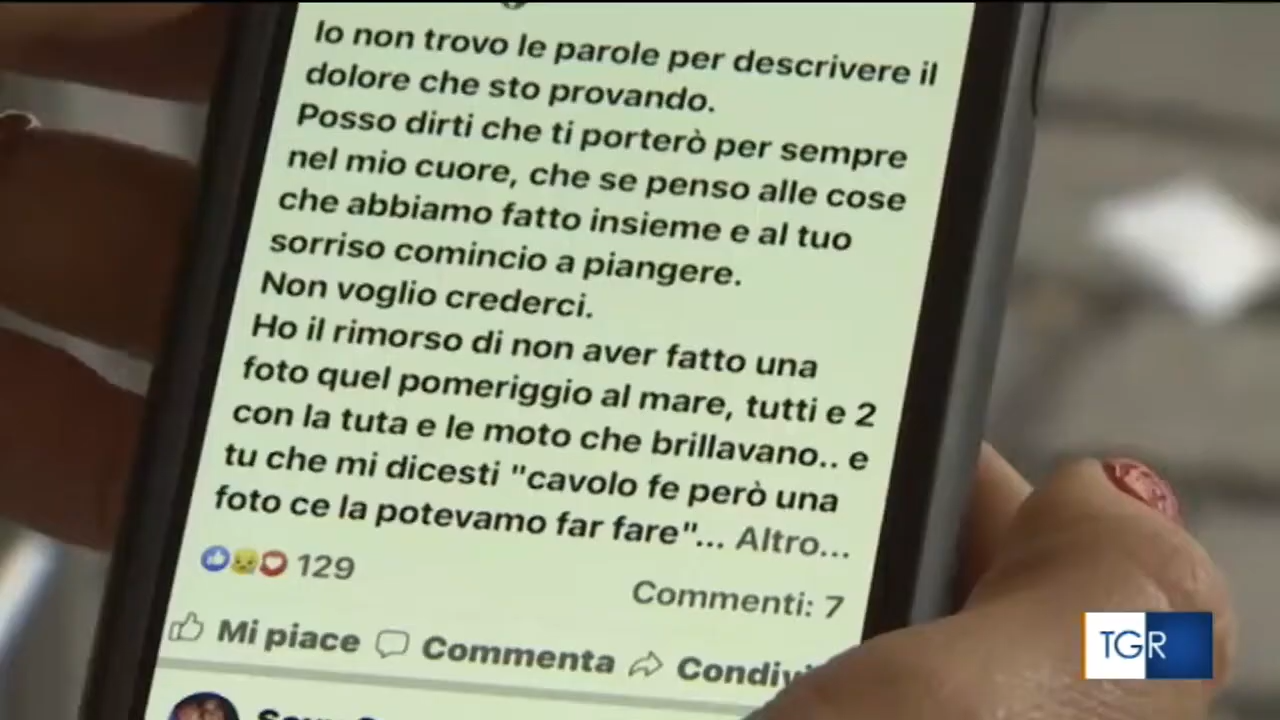 Io non trovo le parole per descrivere il
dolore che sto provando.
Posso dirti che ti porterò per sempre
nel mio cuore, che se penso alle cose
che abbiamo fatto insieme e al tuo
sorriso comincio a piangere.
Non voglio crederci.
Ho il rimorso di non aver fatto una
foto quel pomeriggio al mare, tutti e 2
con la tuta e le moto che brillavano.. e
tu che mi dicesti "cavolo fe però una
foto ce la potevamo far fare"... Altro...
129
Commenti: 7
Mi piace Commenta
TGR